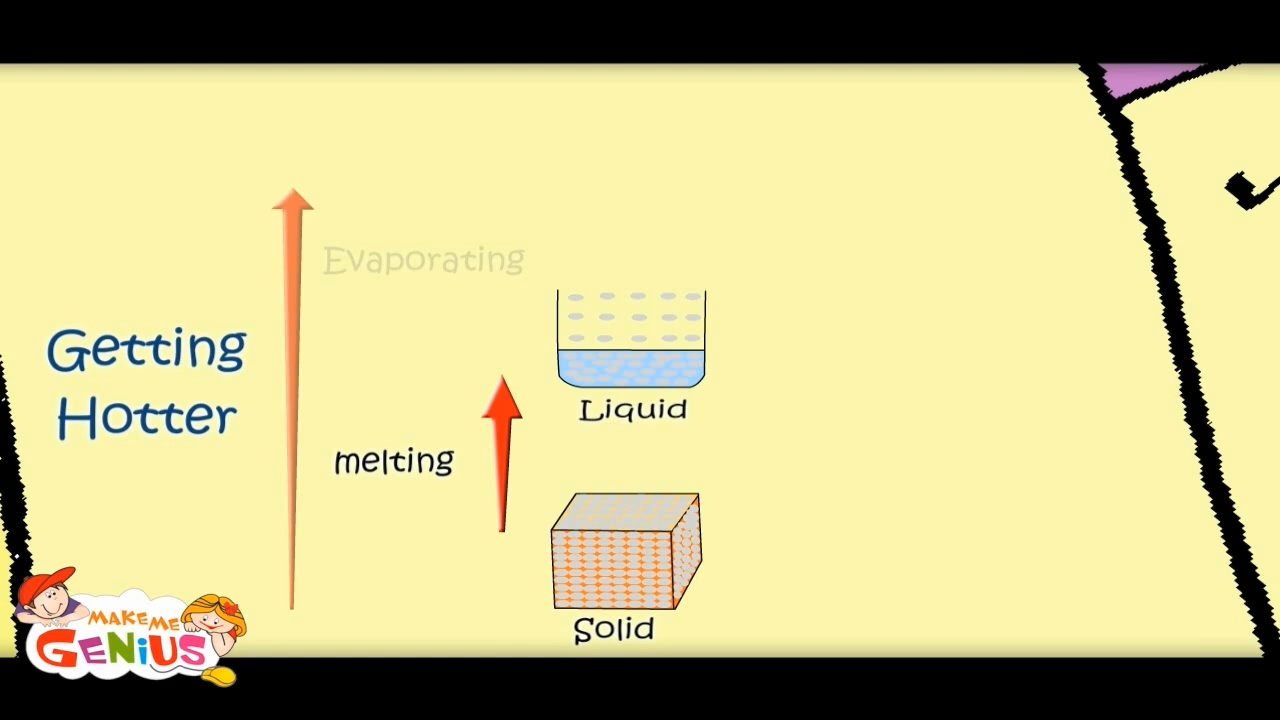 Evaporating
Getting
Hotter
Liquid
melting
Solid
MAKE ME
GENiUS